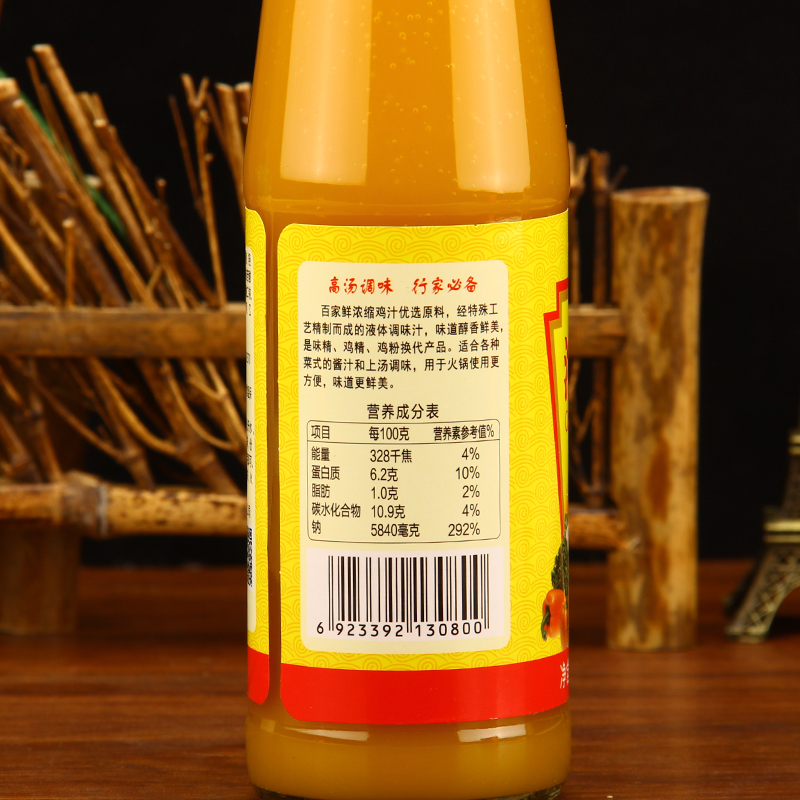 高汤调味 行家必备
百家鲜浓缩鸡汁优选原料，经特殊工
艺精制而成的液体调味汁，味道醇香鲜美，
是味精、鸡精、鸡粉换代产品。适合各种
菜式的酱汁和上汤调味，用于火锅使用更
方便，味道更鲜美。
营养成分表
项目 每100克 营养素参考值%
能量 328千焦 4%
蛋白质 6.2克 10%
脂肪 1.0克 2%
碳水化合物 10.9克 4%
钠 5840毫克 292%
6 923392 130800